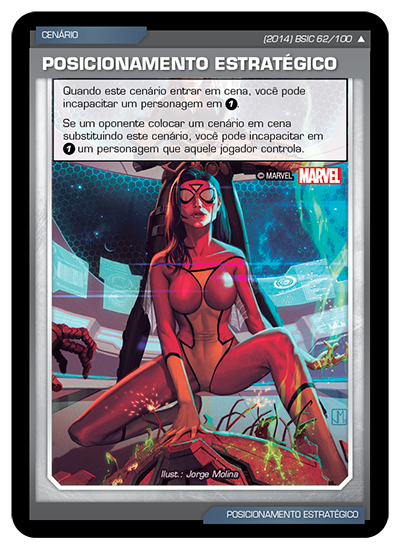 CENÁRIO
(2014) BSIC 62/100 ▲
POSICIONAMENTO ESTRATÉGICO
Quando este cenário entrar em cena, você pode
incapacitar um personagem em 1.
Se um oponente colocar um cenário em cena
substituindo este cenário, você pode incapacitar em
1 um personagem que aquele jogador controla.
© MARVEL MARVEL
JM
Ilust.: Jorge Molina
POSICIONAMENTO ESTRATÉGICO